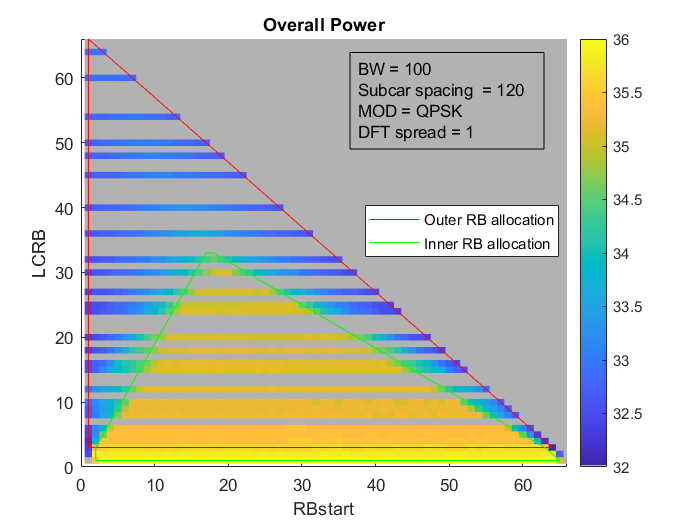 Overall Power
BW = 100
Subcar spacing  = 120
MOD = QPSK
DFT spread = 1
Outer RB allocation
Inner RB allocation
LCRB
60
50
40
30
20
10
0
0 10 20 30 40 50 60
RBstart
36
35.5
35
34.5
34
33.5
33
32.5
32